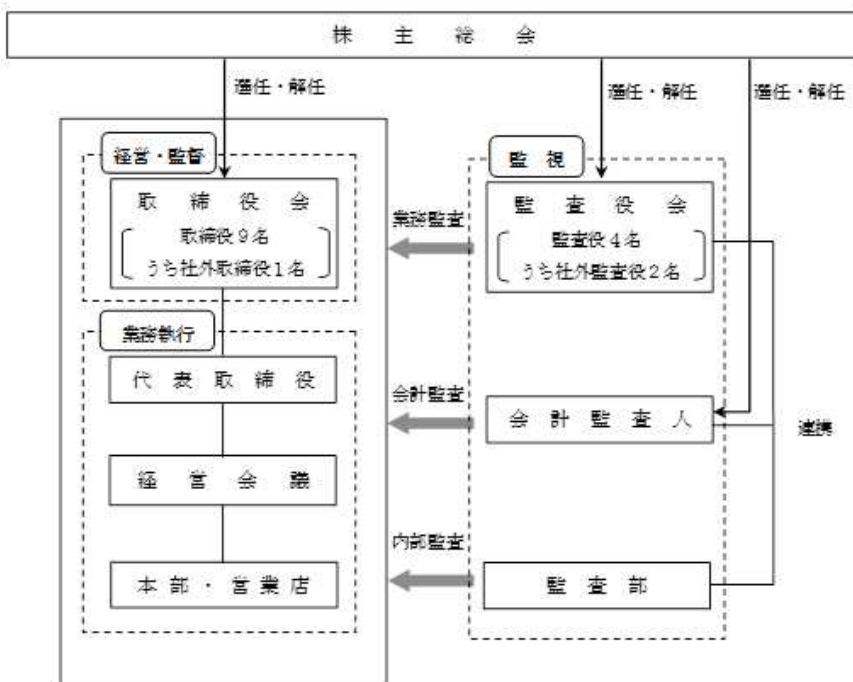 株主総会
選任・解任
選任・解任
選任・解任
経営・監督
取締役会
取締役9名
うち社外取締役1名
業務執行
代表取締役
経営会議
本部・営業店
業務監査
会計監査
内部監査
監視
監査役会
監査役4名
うち社外監査役2名
会計監査人
監査部
連携